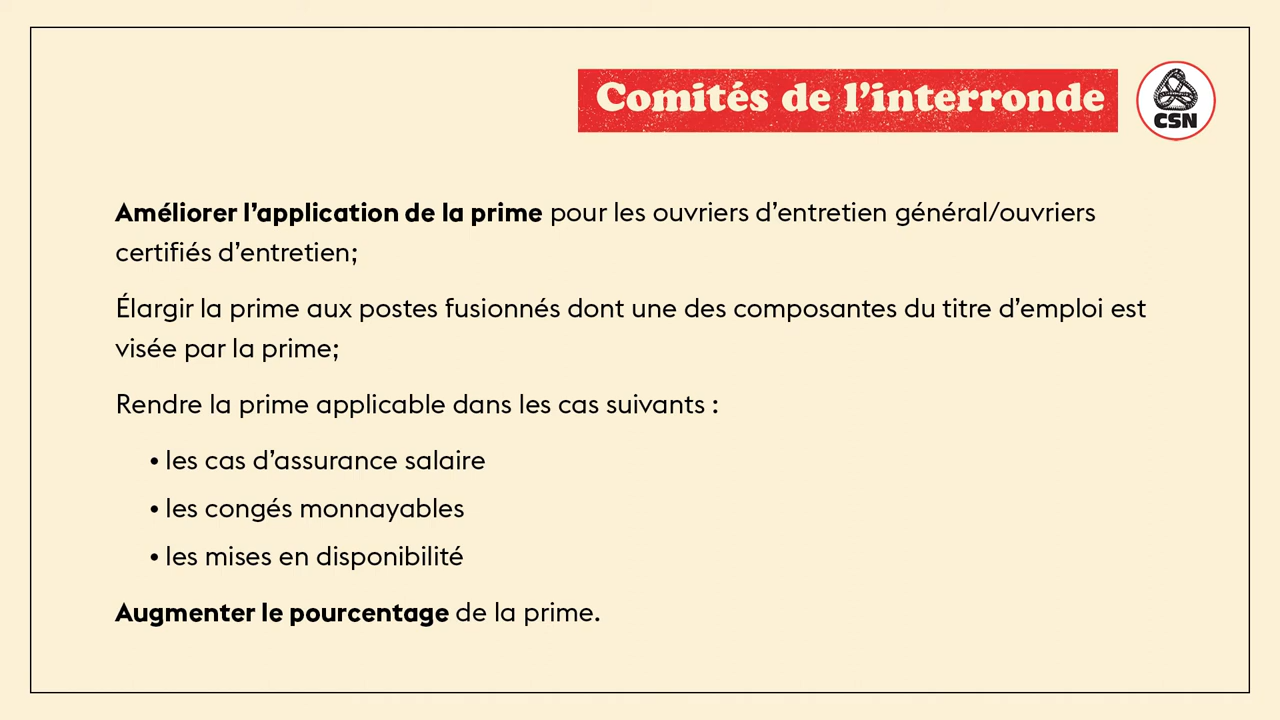 Comités de l’interronde
CSN
Améliorer l’application de la prime pour les ouvriers d’entretien général/ouvriers
certifiés d’entretien;
Élargir la prime aux postes fusionnés dont une des composantes du titre d’emploi est
visée par la prime;
Rendre la prime applicable dans les cas suivants :
• les cas d’assurance salaire
• les congés monnayables
• les mises en disponibilité
Augmenter le pourcentage de la prime.